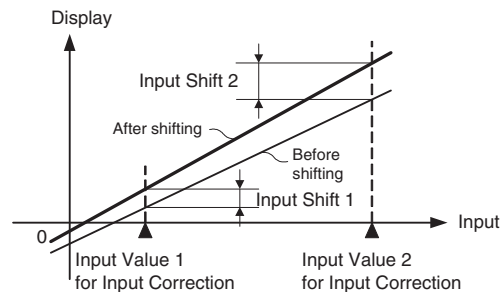 Display
Input Shift 2
After shifting
Before
shifting
Input Shift 1
0
Input
Input Value 1
for Input Correction
Input Value 2
for Input Correction